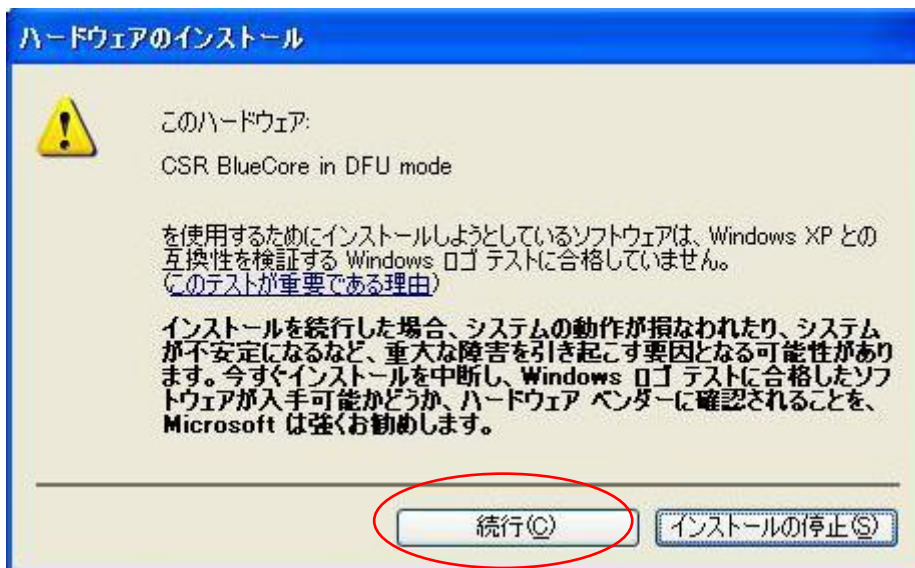 ハードウェアのインストール
このハードウェア:
CSR BlueCore in DFU mode
を使用するためにインストールしようとしているソフトウェアは、Windows XP との
互換性を検証する Windows ロゴ テストに合格していません。
(このテストが重要である理由)
インストールを続行した場合、システムの動作が損なわれたり、システム
が不安定になるなど、重大な障害を引き起こす要因となる可能性があり
ます。今すぐインストールを中断し、Windows ロゴ テストに合格したソフ
トウェアが入手可能かどうか、ハードウェア ベンダーに確認されることを、
Microsoft は強くお勧めします。
続行(C)
インストールの停止(S)